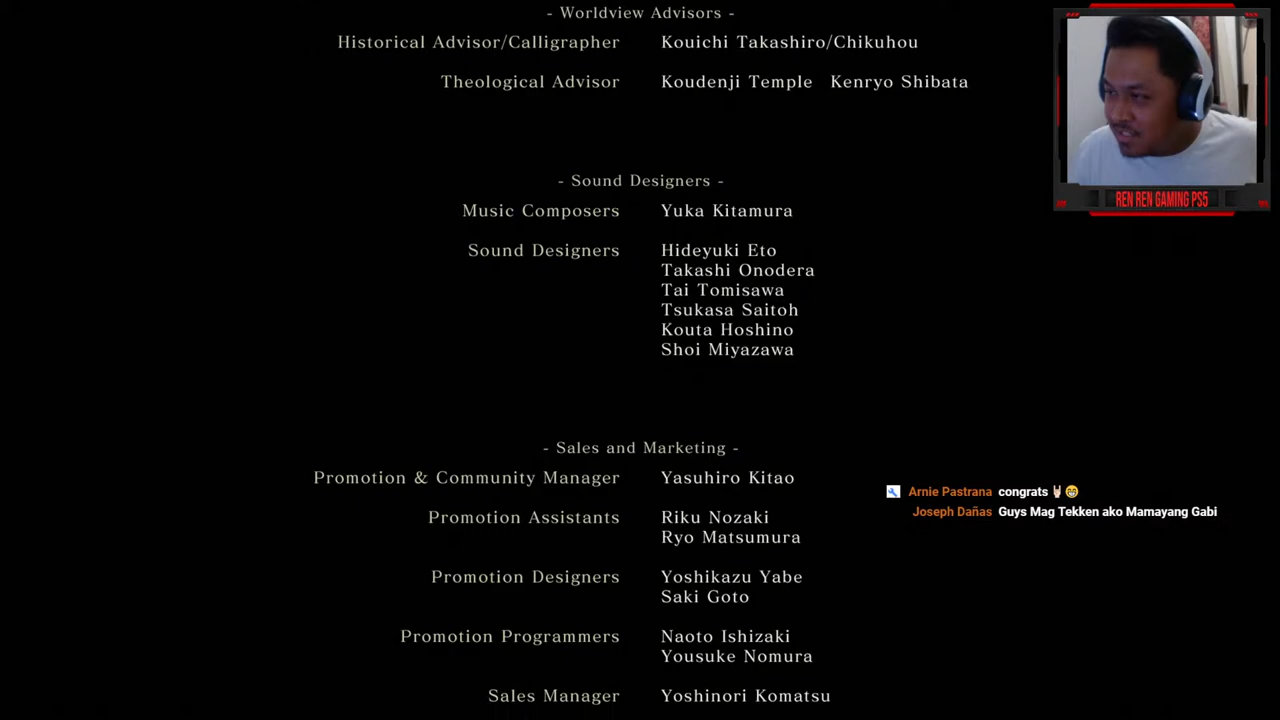 - Worldview Advisors -
Historical Advisor/Calligrapher Kouichi Takashiro/Chikuhou
Theological Advisor Koudenji Temple Kenryo Shibata
- Sound Designers -
Music Composers Yuka Kitamura
Sound Designers Hideyuki Eto
Takashi Onodera
Tai Tomisawa
Tsukasa Saitoh
Kouta Hoshino
Shoi Miyazawa
- Sales and Marketing -
Promotion & Community Manager Yasuhiro Kitao
Promotion Assistants Riku Nozaki
Ryo Matsumura
Promotion Designers Yoshikazu Yabe
Saki Goto
Promotion Programmers Naoto Ishizaki
Yousuke Nomura
Sales Manager Yoshinori Komatsu
REN REN GAMING PS5
Arnie Pastrana congrats🤘🏻😁
Joseph Dañas Guys Mag Tekken ako Mamayang Gabi